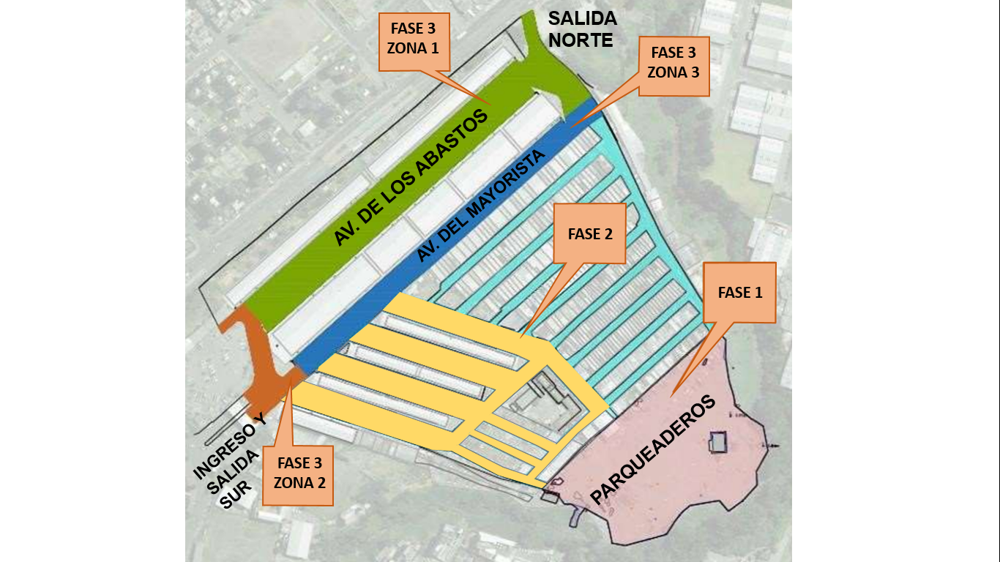 SALIDA
NORTE
FASE 3
ZONA 1
FASE 3
ZONA 3
AV. DE LOS ABASTOS
AV. DEL MAYORISTA
FASE 2
FASE 1
PARQUEADEROS
INGRESO Y
SALIDA
SUR
FASE 3
ZONA 2